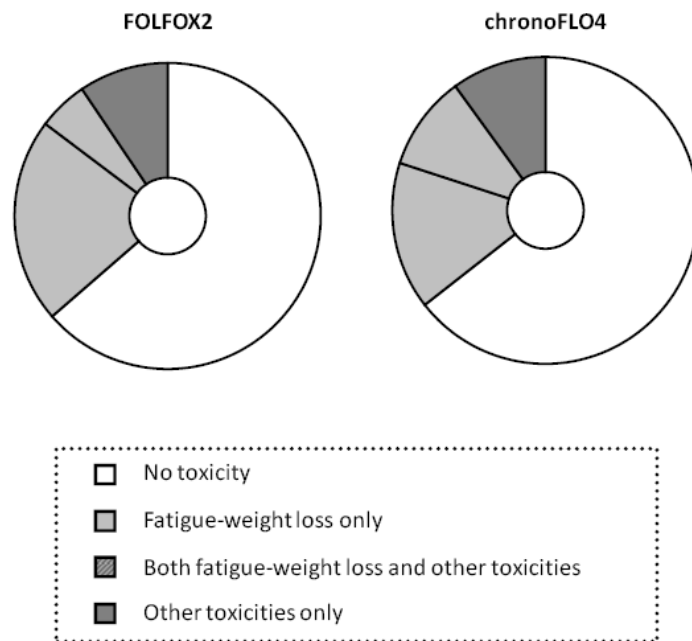 FOLFOX2
chronoFLO4
No toxicity
Fatigue-weight loss only
Both fatigue-weight loss and other toxicities
Other toxicities only